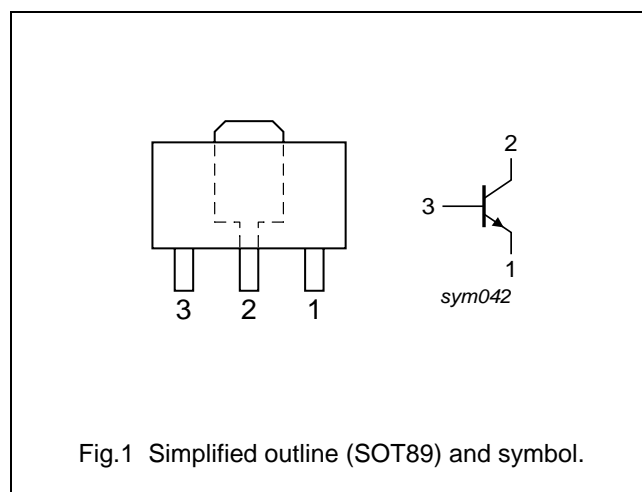 2
3
1
sym042
3 2 1
Fig.1 Simplified outline (SOT89) and symbol.